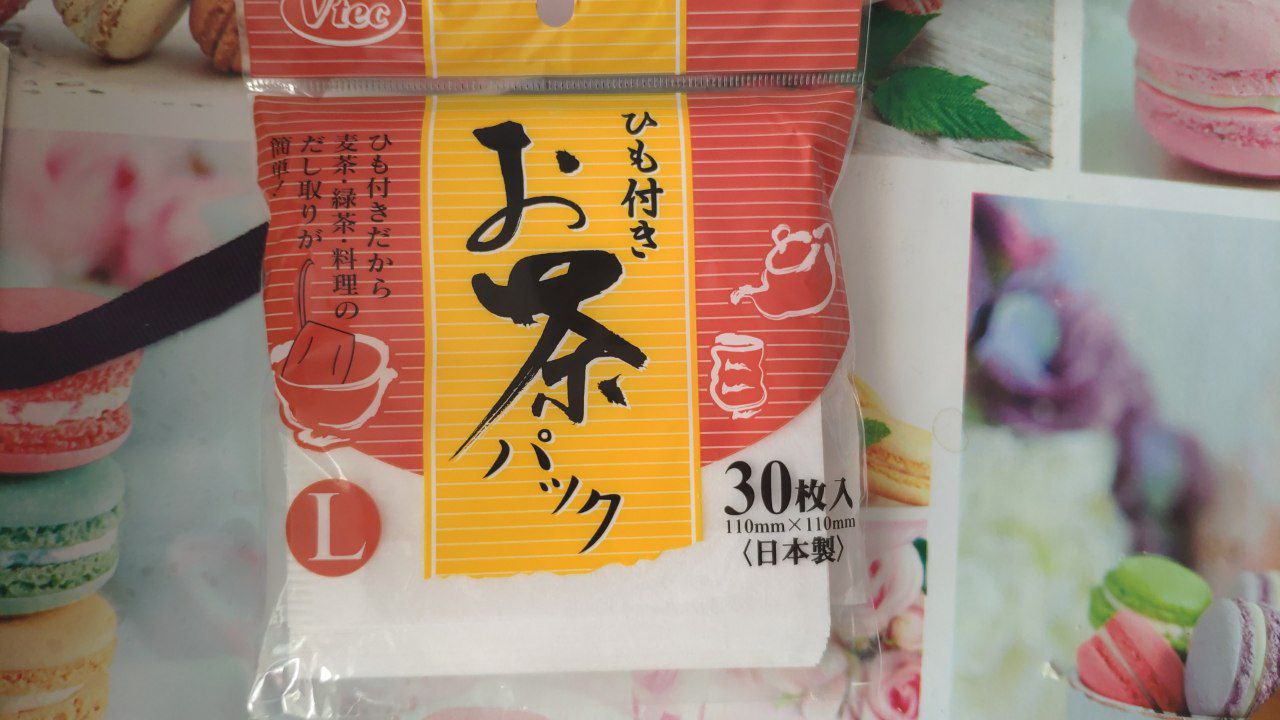 Vtec
ひも付き
お茶パック
ひも付きだから
麦茶・緑茶・料理の
だし取りが
簡単!
L
30枚入
110mm×110mm
〈日本製〉